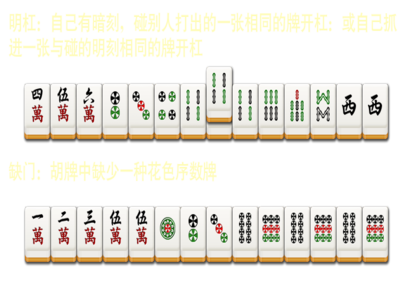 明杠：自己有暗刻，碰别人打出的一张相同的牌开杠：或自己抓
进一张与碰的明刻相同的牌开杠
四 伍 六 西 西
萬 萬 萬
缺门：胡牌中缺少一种花色序数牌
一 二 三 伍 伍
萬 萬 萬 萬 萬